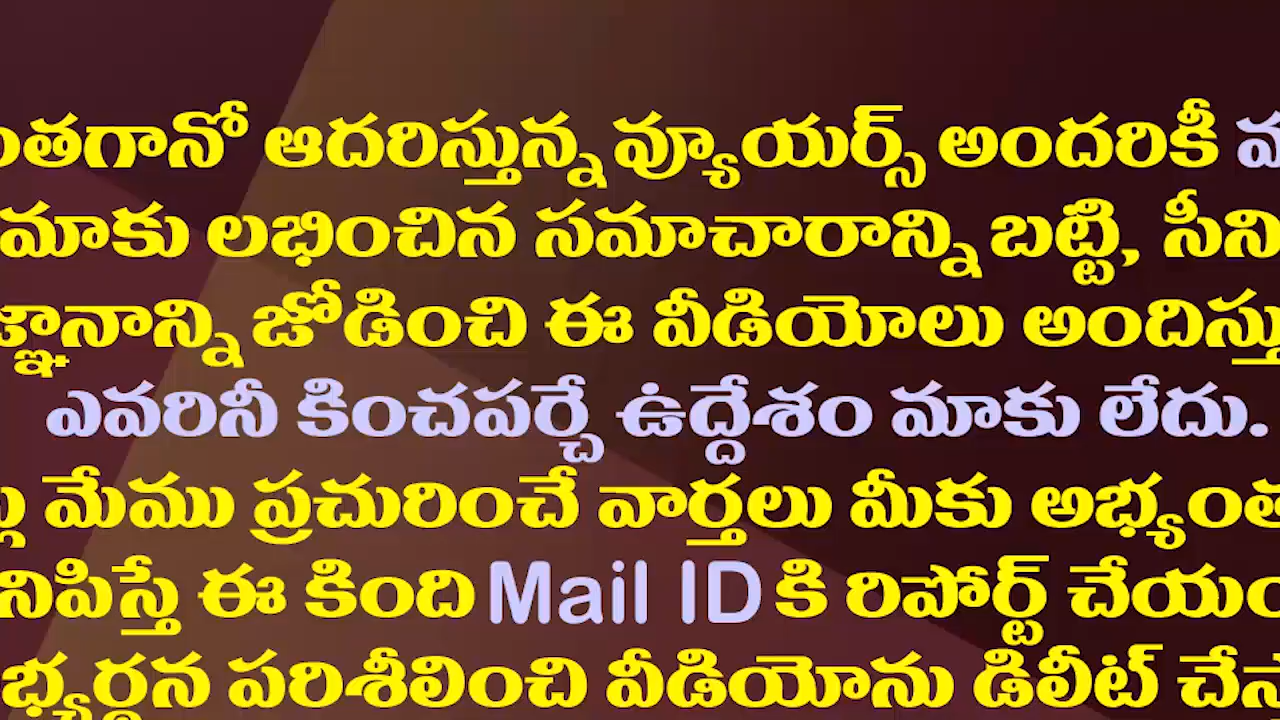 ంతగానో ఆదరిస్తున్న వ్యూయర్స్ అందరికీ
మాకు లభించిన సమాచారాన్ని బట్టి, సీని
జ్ఞానాన్ని జోడించి ఈ వీడియోలు అందిస్తు
ఎవరినీ కించపర్చే ఉద్దేశం మాకు లేదు.
మేము ప్రచురించే వార్తలు మీకు అభ్యంత
నిపిస్తే ఈ కింది Mail ID కి రిపోర్ట్ చేయం
భ్యర్థన పరిశీలించి వీడియోను డిలీట్ చేస